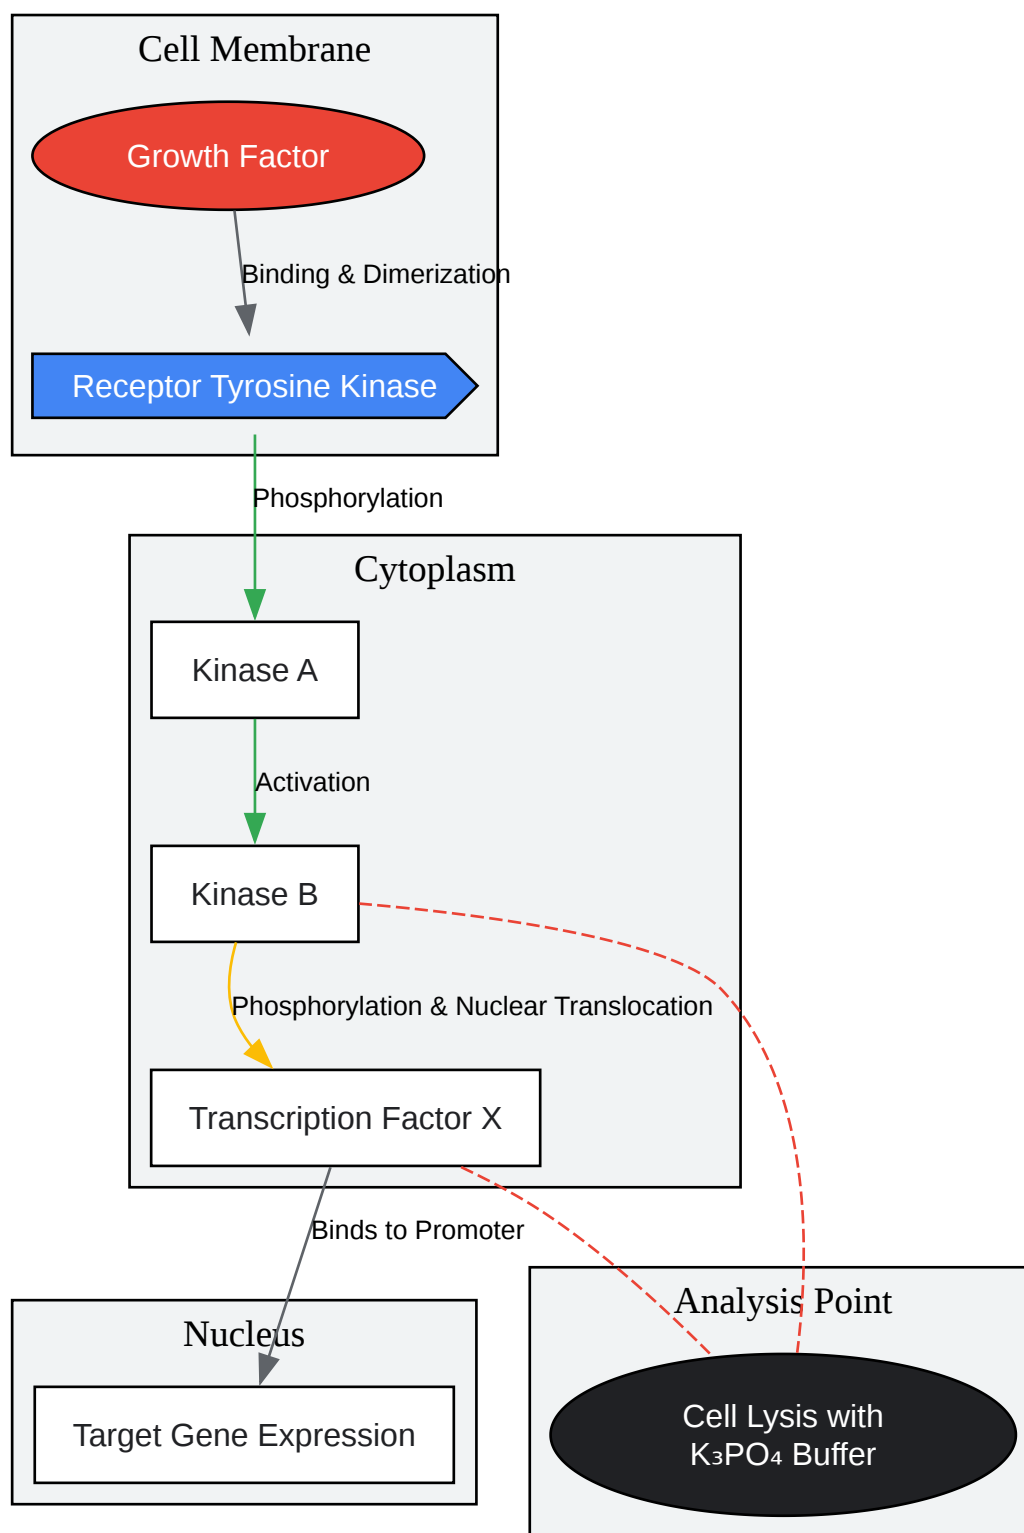 Cell Membrane
Growth Factor
Binding & Dimerization
Receptor Tyrosine Kinase
Phosphorylation
Cytoplasm
Kinase A
Activation
Kinase B
Phosphorylation & Nuclear Translocation
Transcription Factor X
Binds to Promoter
Nucleus
Target Gene Expression
Analysis Point
Cell Lysis with
K₃PO₄ Buffer